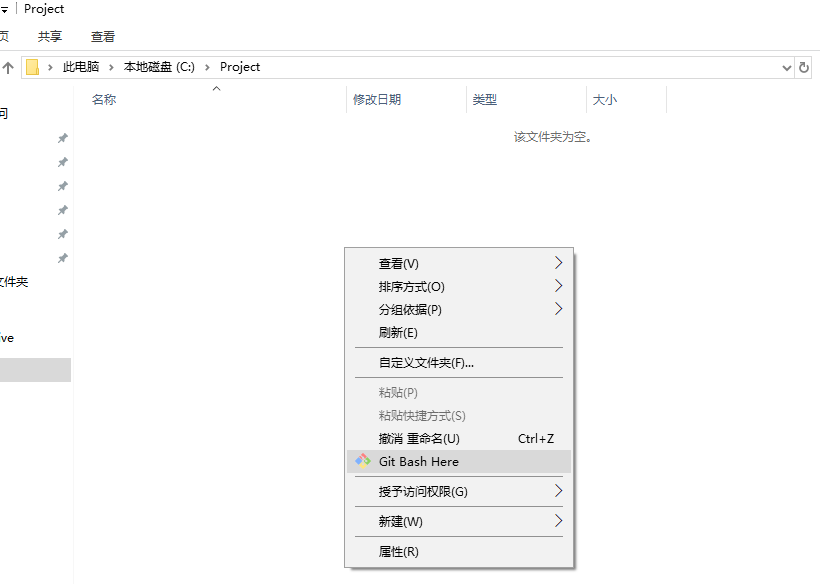 Project
页 共享 查看
此电脑 本地磁盘 (C:) Project
名称 修改日期 类型 大小
问
该文件夹为空。
查看(V)
排序方式(O)
文件夹
分组依据(P)
刷新(E)
ive
自定义文件夹(F)...
粘贴(P)
粘贴快捷方式(S)
撤消 重命名(U) Ctrl+Z
Git Bash Here
授予访问权限(G)
新建(W)
属性(R)